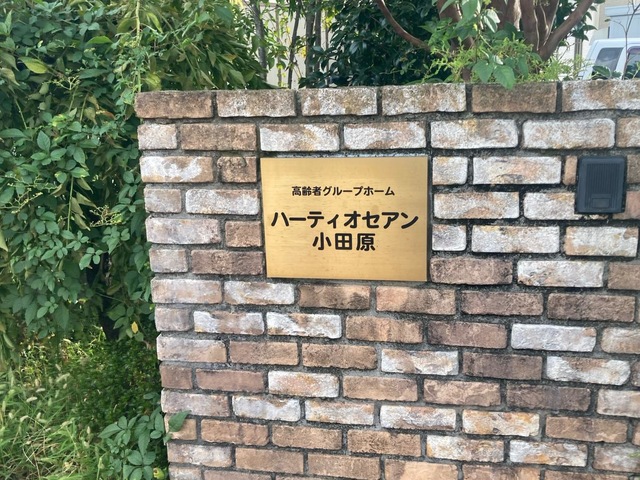 高齢者グループホーム
ハーティオセアン
小田原